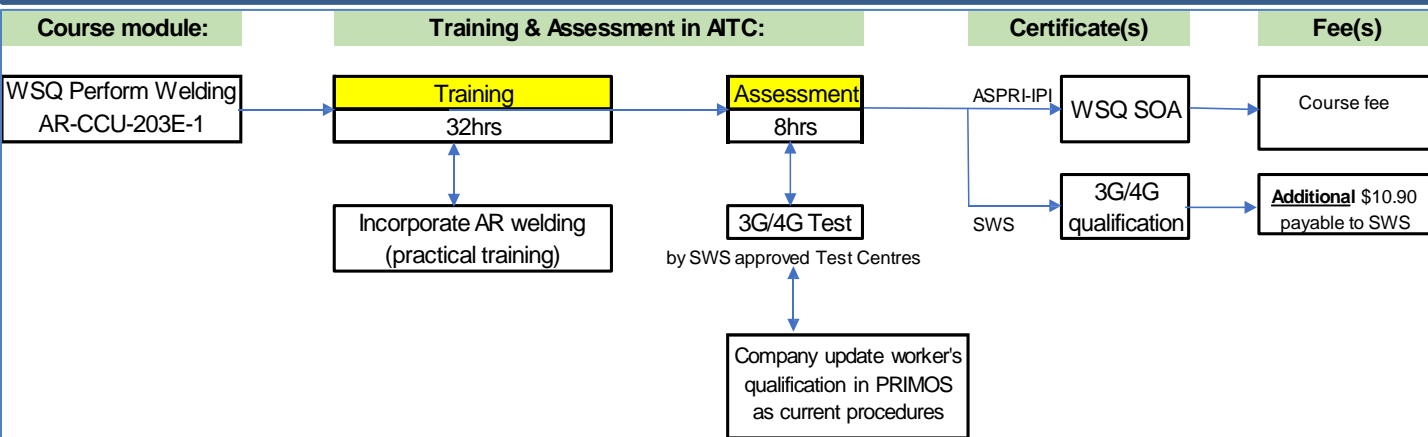 Course module:
Training & Assessment in AITC:
Certificate(s)
Fee(s)
WSQ Perform Welding
AR-CCU-203E-1
Training
32hrs
Incorporate AR welding
(practical training)
Assessment
8hrs
3G/4G Test
by SWS approved Test Centres
Company update worker's
qualification in PRIMOS
as current procedures
ASPRI-IPI
WSQ SOA
Course fee
SWS
3G/4G
qualification
Additional $10.90
payable to SWS